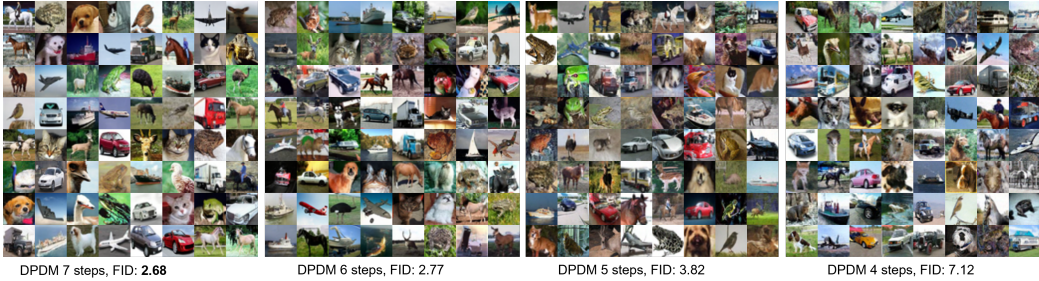 DPDM 7 steps, FID: 2.68
DPDM 6 steps, FID: 2.77
DPDM 5 steps, FID: 3.82
DPDM 4 steps, FID: 7.12